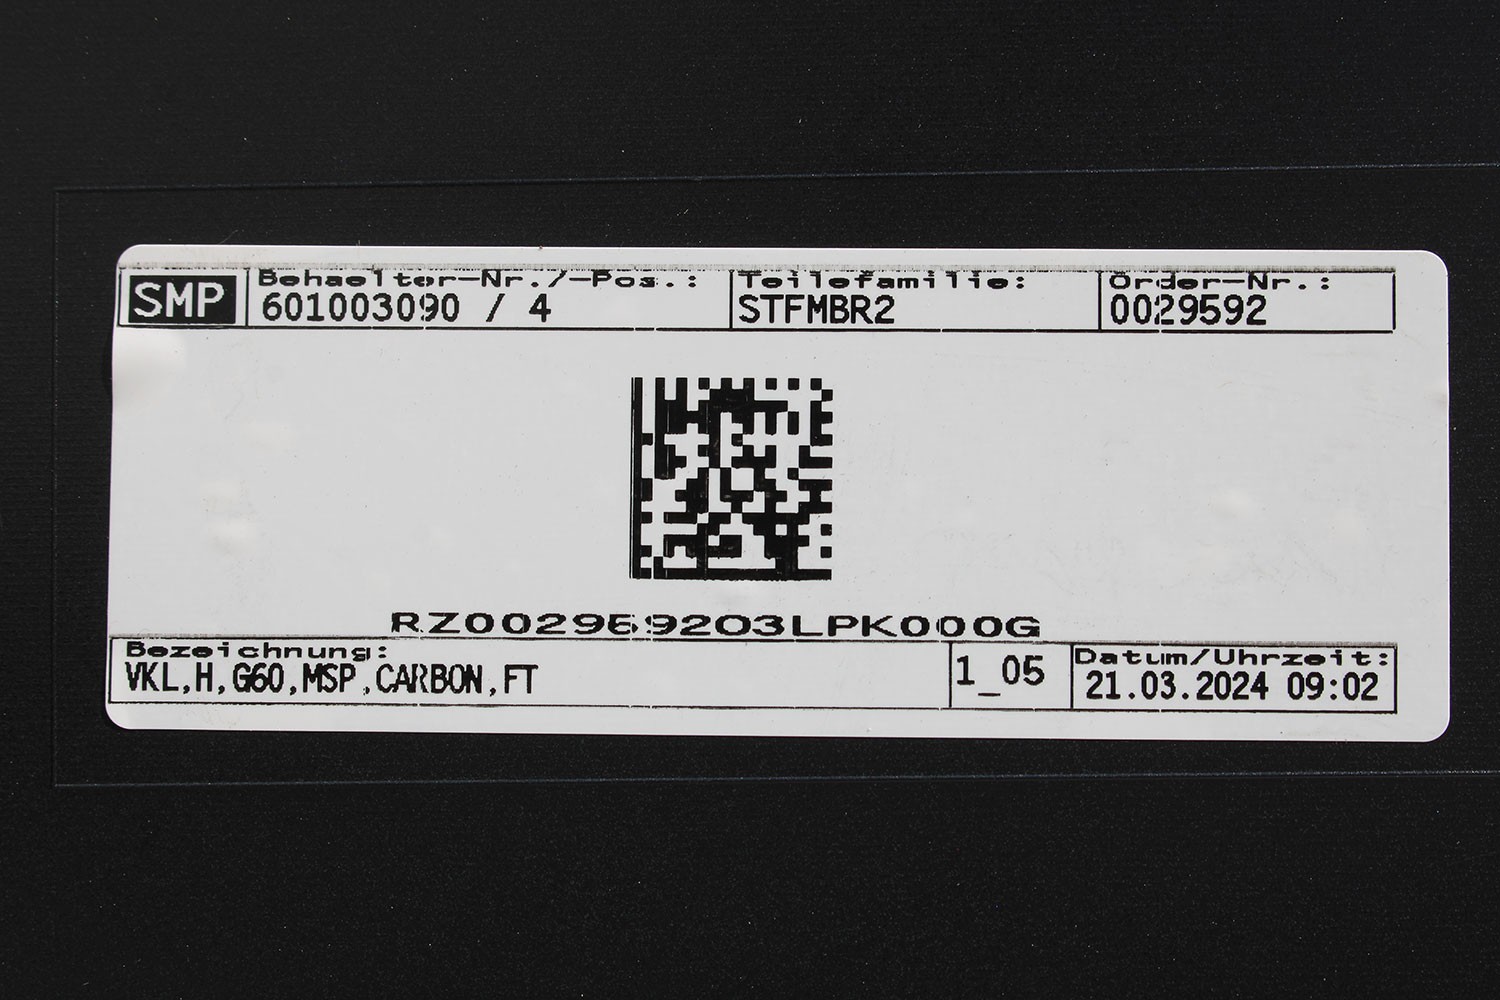 SMP
Behaelter-Nr./-Pos.:
601003090 / 4
Teilefamilie:
STFMBR2
Order-Nr.:
0029592
RZ002959203LPK000G
Bezeichnung:
VKL,H,G60,MSP,CARBON,FT
1_05
Datum/Uhrzeit:
21.03.2024 09:02